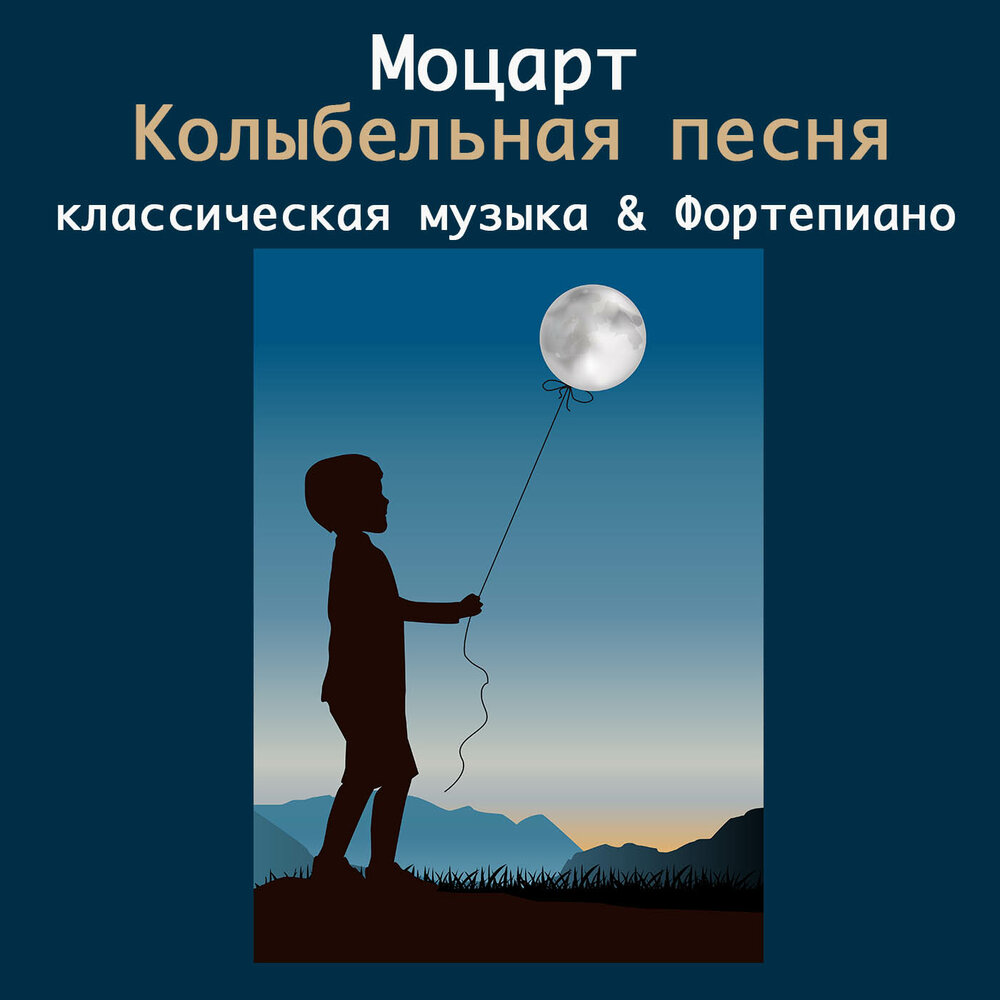 Моцарт
Колыбельная песня
классическая музыка & Фортепиано